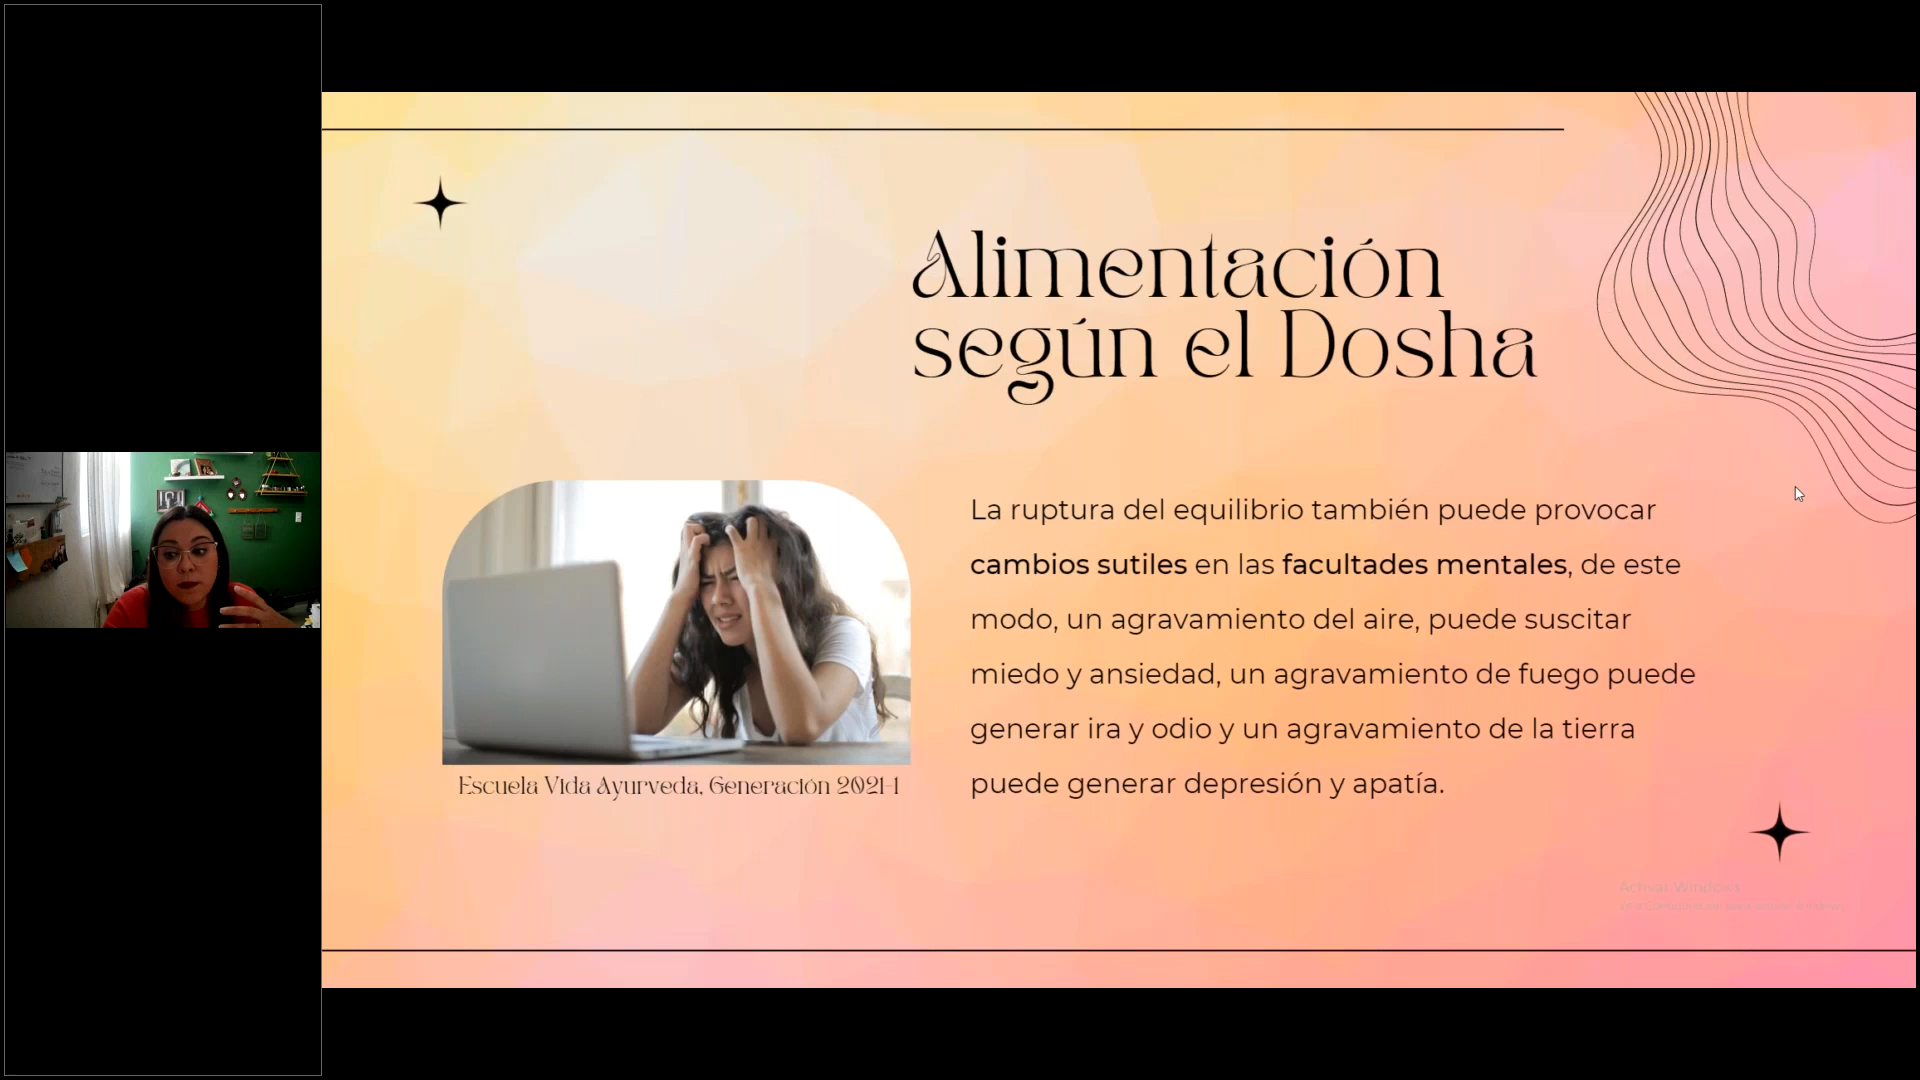 Alimentación
según el Dosha
La ruptura del equilibrio también puede provocar
cambios sutiles en las facultades mentales, de este
modo, un agravamiento del aire, puede suscitar
miedo y ansiedad, un agravamiento de fuego puede
generar ira y odio y un agravamiento de la tierra
puede generar depresión y apatía.
Escuela Vida Ayurveda, Generación 2021-1
Activar Windows